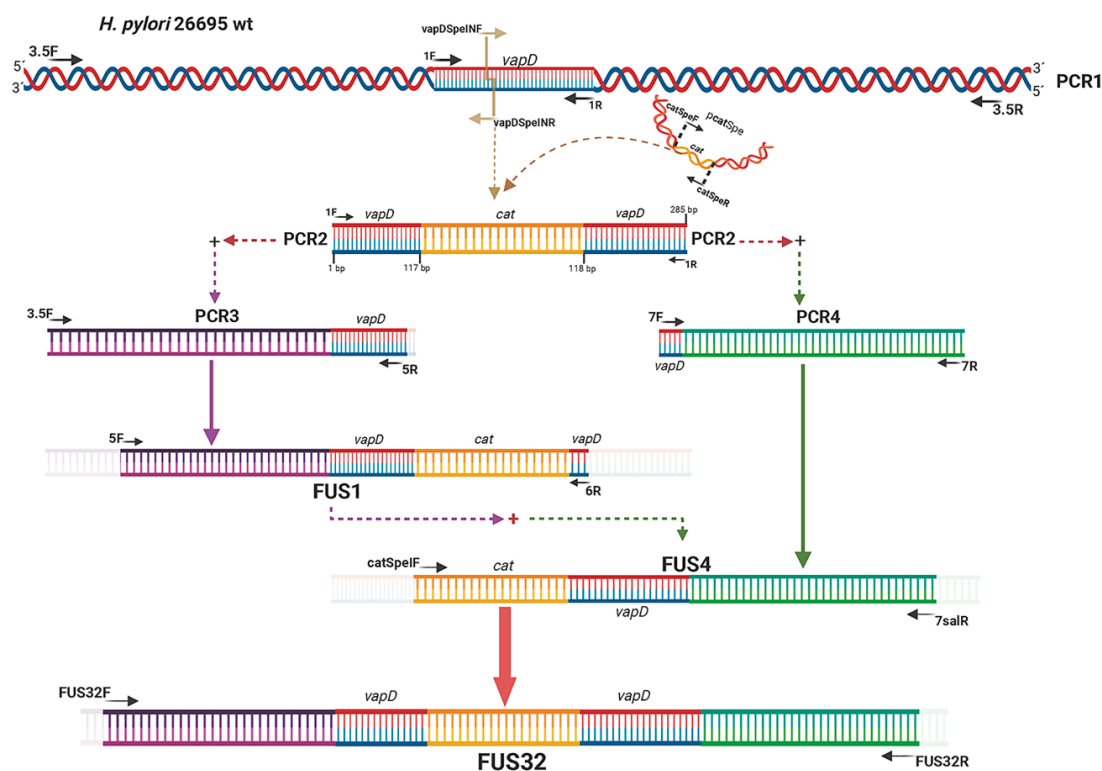 H. pylori 26695 wt
vapDSpeINF
3.5F
1F
vapD
5´
3´
3´
5´
PCR1
1R
3.5R
vapDSpeINR
catSpeF
pcatSpe
cat
catSpeR
1F
vapD
cat
vapD
285 bp
+
PCR2
PCR2
+
1 bp
117 bp
118 bp
1R
3.5F
PCR3
vapD
7F
PCR4
5R
vapD
7R
5F
vapD
cat
vapD
FUS1
6R
+
catSpeIF
cat
FUS4
vapD
7salR
FUS32F
vapD
vapD
FUS32
FUS32R